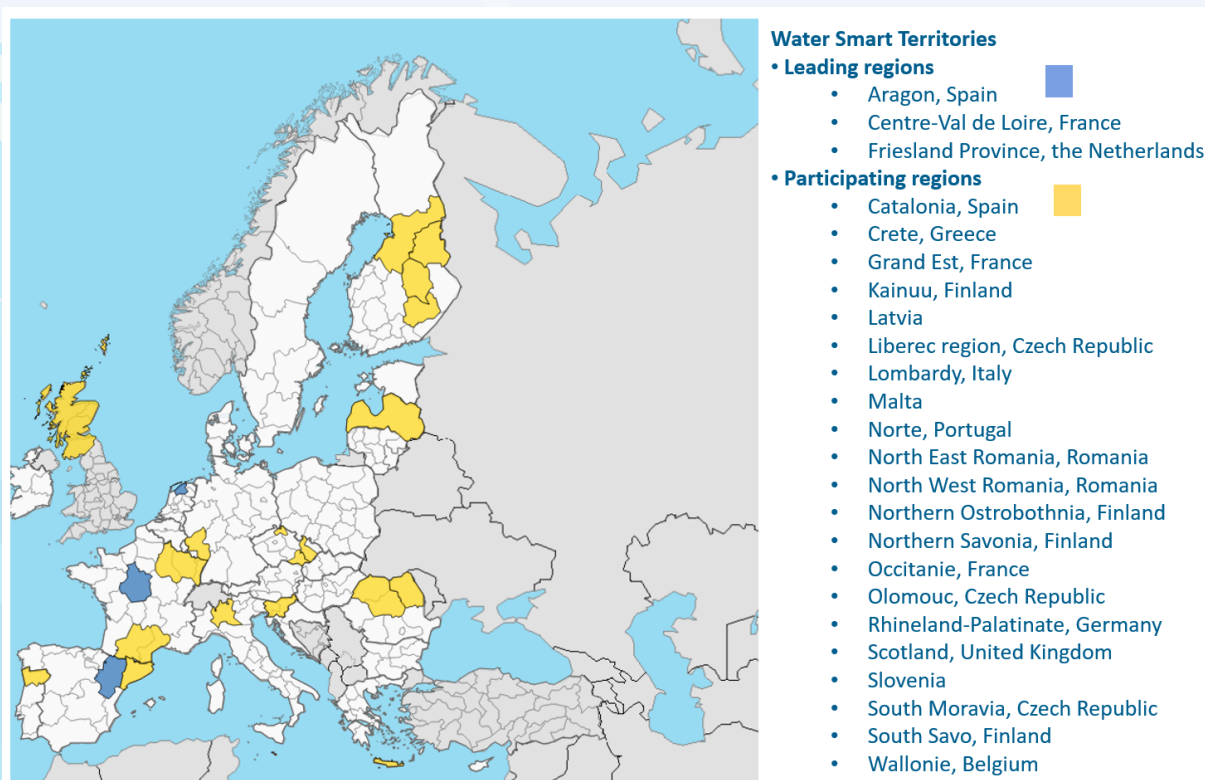 Water Smart Territories
• Leading regions
• Aragon, Spain
• Centre-Val de Loire, France
• Friesland Province, the Netherlands
• Participating regions
• Catalonia, Spain
• Crete, Greece
• Grand Est, France
• Kainuu, Finland
• Latvia
• Liberec region, Czech Republic
• Lombardy, Italy
• Malta
• Norte, Portugal
• North East Romania, Romania
• North West Romania, Romania
• Northern Ostrobothnia, Finland
• Northern Savonia, Finland
• Occitanie, France
• Olomouc, Czech Republic
• Rhineland-Palatinate, Germany
• Scotland, United Kingdom
• Slovenia
• South Moravia, Czech Republic
• South Savo, Finland
• Wallonie, Belgium